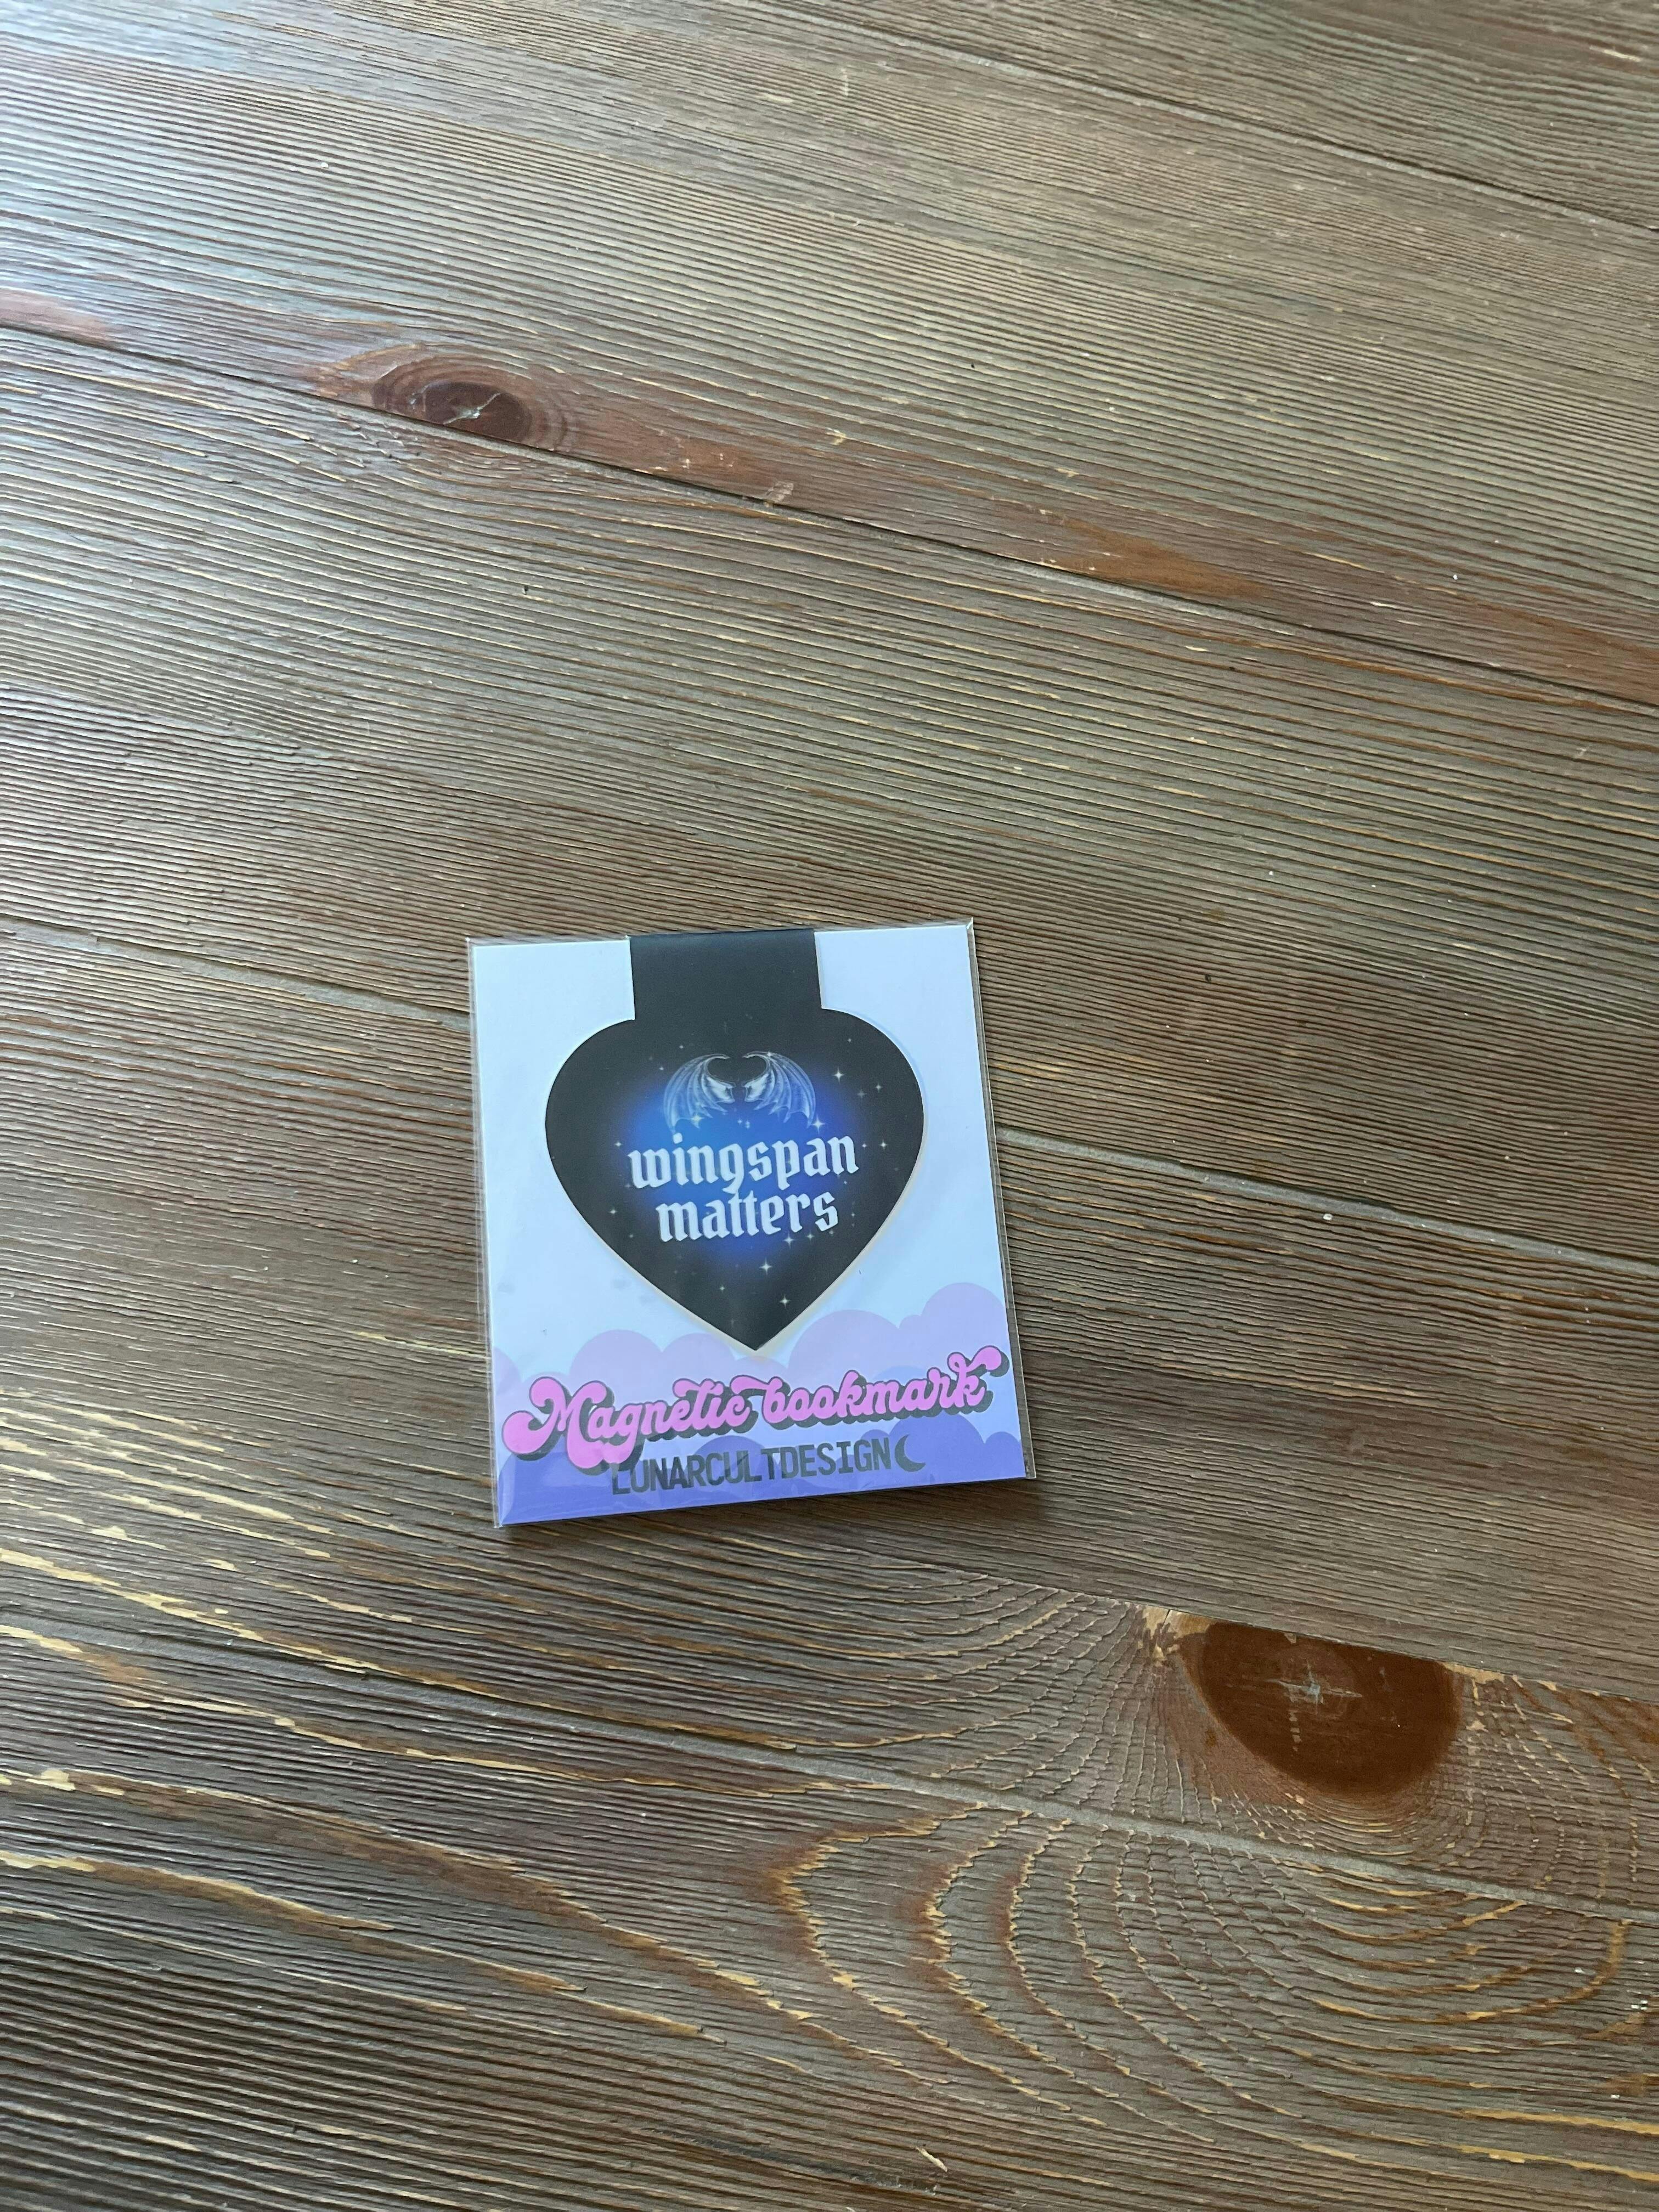 wingspan
matters
Magnetic bookmark
LUNARCULTDESIGN